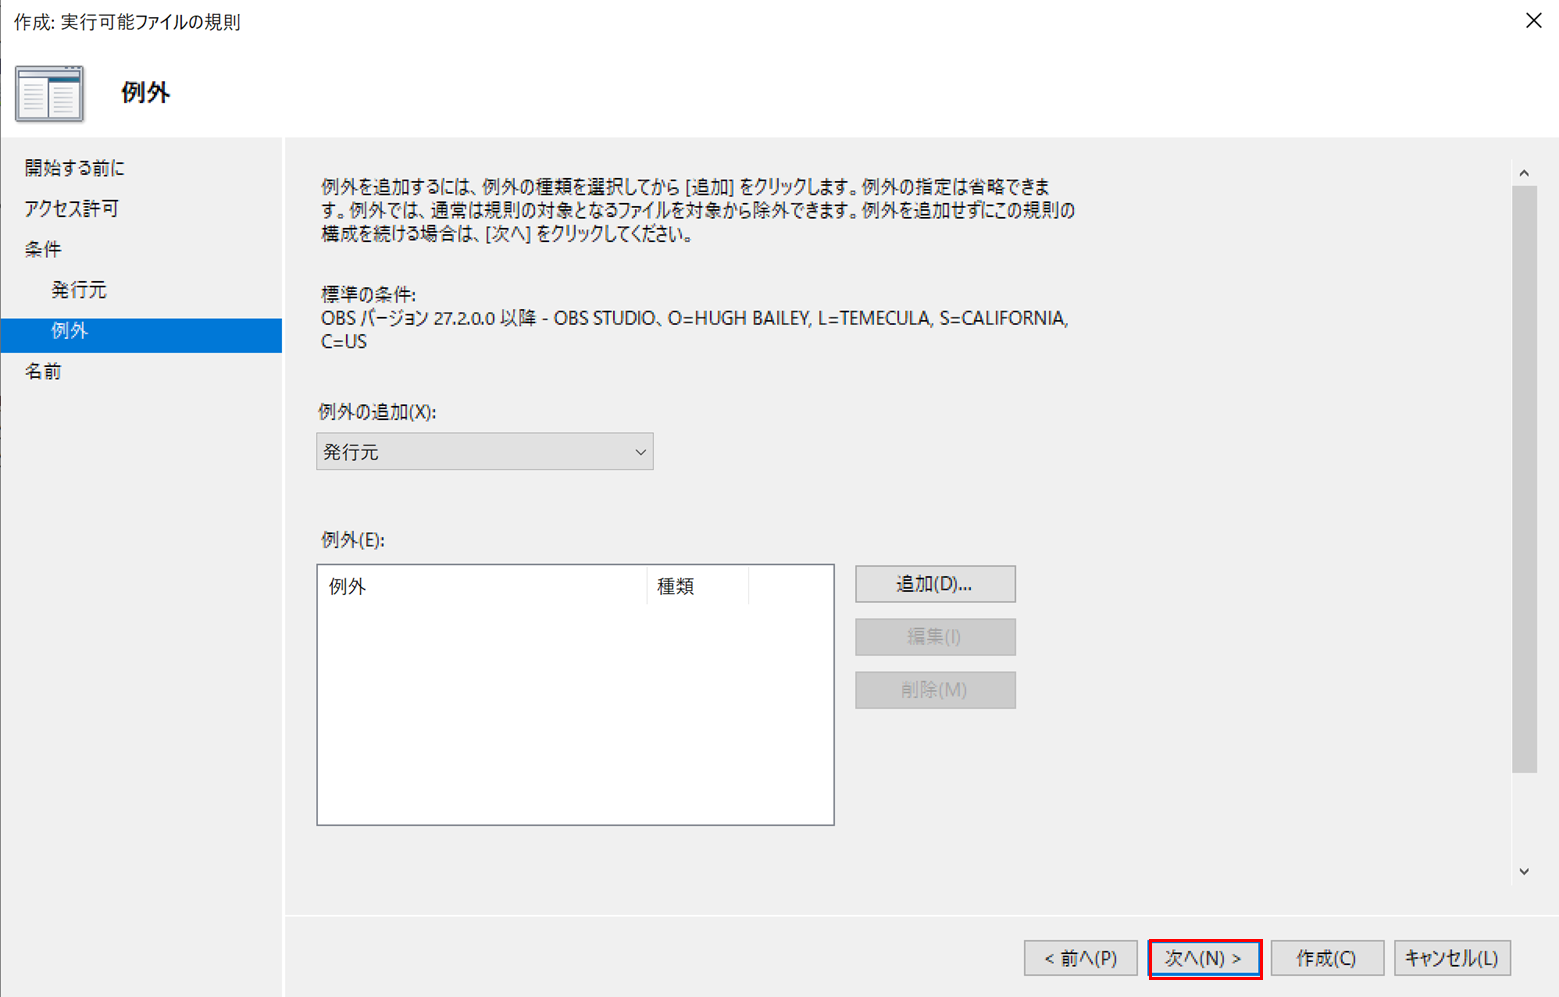 作成: 実行可能ファイルの規則
例外
開始する前に
アクセス許可
条件
発行元
例外
名前
例外を追加するには、例外の種類を選択してから [追加] をクリックします。例外の指定は省略できま
す。例外では、通常は規則の対象となるファイルを対象から除外できます。例外を追加せずにこの規則の
構成を続ける場合は、[次へ] をクリックしてください。
標準の条件:
OBS バージョン 27.2.0.0 以降 - OBS STUDIO、O=HUGH BAILEY, L=TEMECULA, S=CALIFORNIA,
C=US
例外の追加(X):
発行元
例外(E):
例外 種類
追加(D)...
編集(I)
削除(M)
< 前へ(P) 次へ(N) > 作成(C) キャンセル(L)